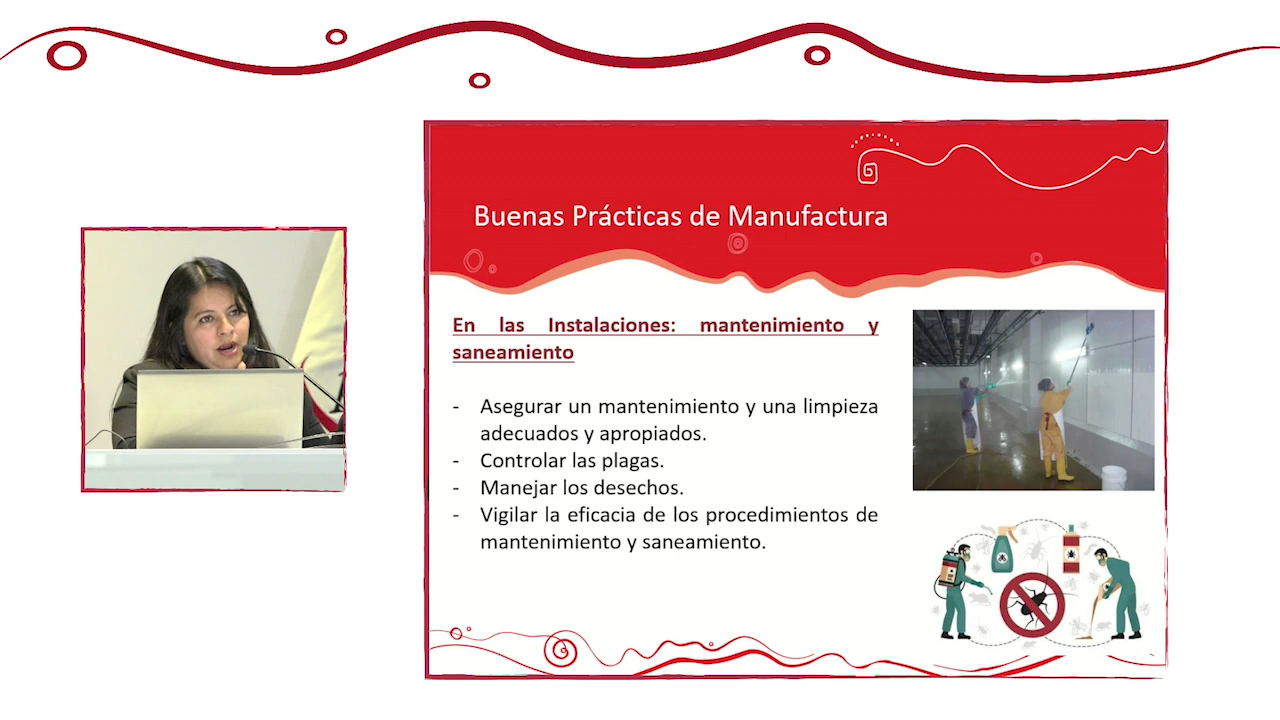 Buenas Prácticas de Manufactura
En las Instalaciones: mantenimiento y
saneamiento
- Asegurar un mantenimiento y una limpieza
adecuados y apropiados.
- Controlar las plagas.
- Manejar los desechos.
- Vigilar la eficacia de los procedimientos de
mantenimiento y saneamiento.